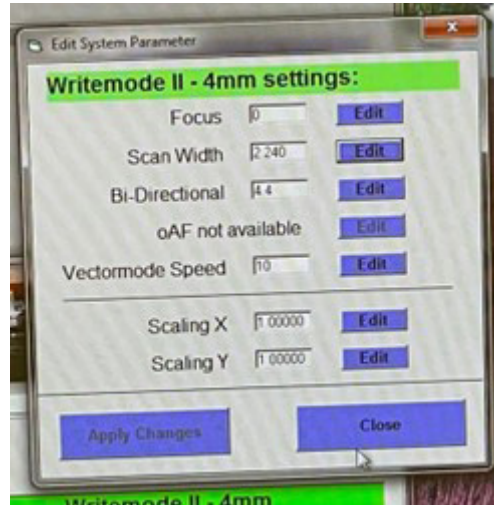 Edit System Parameter
x
Writemode II - 4mm settings:
Focus 0 Edit
Scan Width 2.240 Edit
Bi-Directional 4.4 Edit
oAF not available Edit
Vectormode Speed 10 Edit
Scaling X 1.00000 Edit
Scaling Y 1.00000 Edit
Apply Changes Close
Writemode II - 4mm